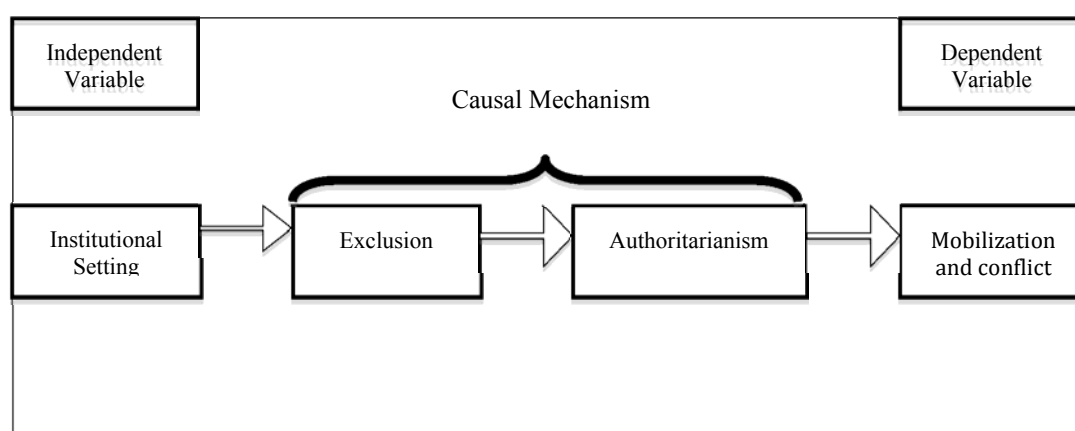 Independent
Variable
Dependent
Variable
Causal Mechanism
Institutional
Setting
Exclusion
Authoritarianism
Mobilization
and conflict